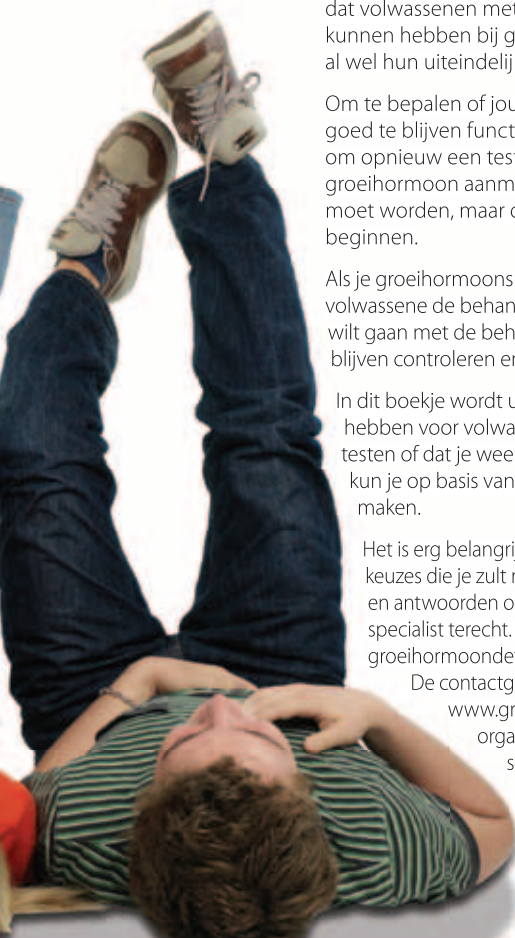 dat volwassenen met
kunnen hebben bij g
al wel hun uiteindelij
Om te bepalen of jou
goed te blijven funct
om opnieuw een test
groeihormoon aanm
moet worden, maar
beginnen.
Als je groeihormoons
volwassene de behan
wilt gaan met de beh
blijven controleren er
In dit boekje wordt u
hebben voor volwa
testen of dat je wee
kun je op basis van
maken.
Het is erg belangrij
keuzes die je zult
en antwoorden o
specialist terecht.
groeihormoonde
De contactg
www.gr
orga
s